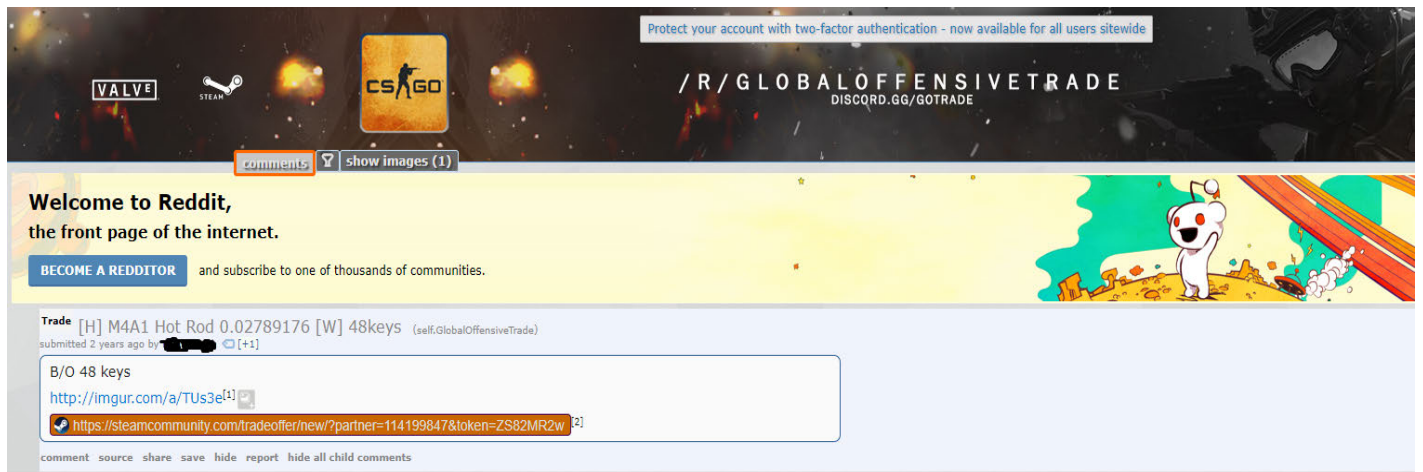 Protect your account with two-factor authentication - now available for all users sitewide
VALVE
STEAM
CS GO
/R/GLOBALOFFENSIVETRADE
DISCORD.GG/GOTRADE
comments
show images (1)
Welcome to Reddit,
the front page of the internet.
BECOME A REDDITOR and subscribe to one of thousands of communities.
Trade [H] M4A1 Hot Rod 0.02789176 [W] 48keys (self.GlobalOffensiveTrade)
submitted 2 years ago by [+1]
B/O 48 keys
http://imgur.com/a/TUs3e[1]
https://steamcommunity.com/tradeoffer/new/?partner=114199847&token=ZS82MR2w[2]
comment source share save hide report hide all child comments